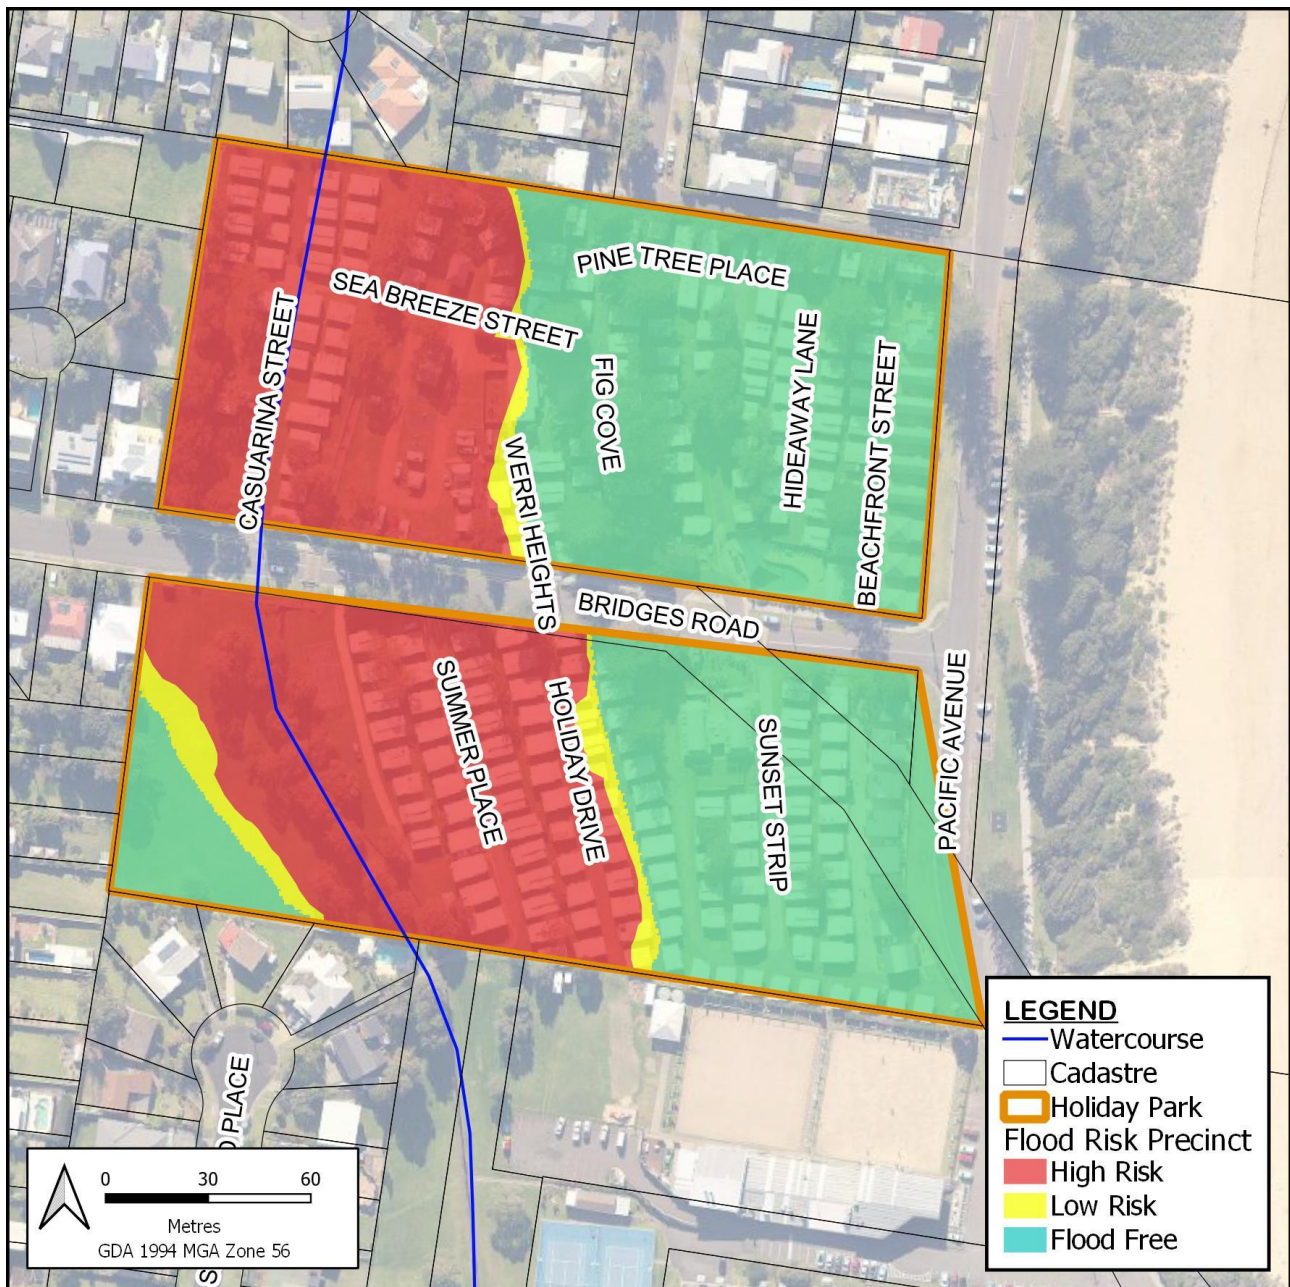 PINE TREE PLACE
SEA BREEZE STREET
CASUARINA STREET
FIG COVE
HIDEAWAY LANE
BEACHFRONT STREET
WERRI HEIGHTS
BRIDGES ROAD
SUMMER PLACE
HOLIDAY DRIVE
SUNSET STRIP
PACIFIC AVENUE
PLACE
LEGEND
Watercourse
Cadastre
Holiday Park
Flood Risk Precinct
High Risk
Low Risk
Flood Free
0 30 60
Metres
GDA 1994 MGA Zone 56